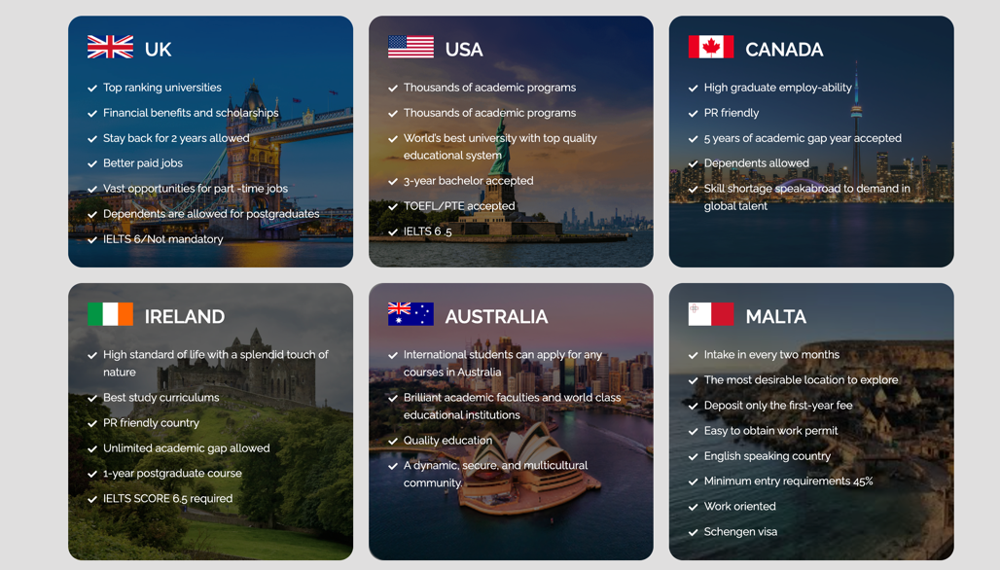 UK
Top ranking universities
Financial benefits and scholarships
Stay back for 2 years allowed
Better paid jobs
Vast opportunities for part -time jobs
Dependents are allowed for postgraduates
IELTS 6/Not mandatory
USA
Thousands of academic programs
Thousands of academic programs
World's best university with top quality
educational system
3-year bachelor accepted
TOEFL/PTE accepted
IELTS 6 .5
CANADA
High graduate employ-ability
PR friendly
5 years of academic gap year accepted
Dependents allowed
Skill shortage speakabroad to demand in
global talent
IRELAND
High standard of life with a splendid touch of
nature
Best study curriculums
PR friendly country
Unlimited academic gap allowed
1-year postgraduate course
IELTS SCORE 6.5 required
AUSTRALIA
International students can apply for any
courses in Australia
Brilliant academic faculties and world class
educational institutions
Quality education
A dynamic, secure, and multicultural
community.
MALTA
Intake in every two months
The most desirable location to explore
Deposit only the first-year fee
Easy to obtain work permit
English speaking country
Minimum entry requirements 45%
Work oriented
Schengen visa